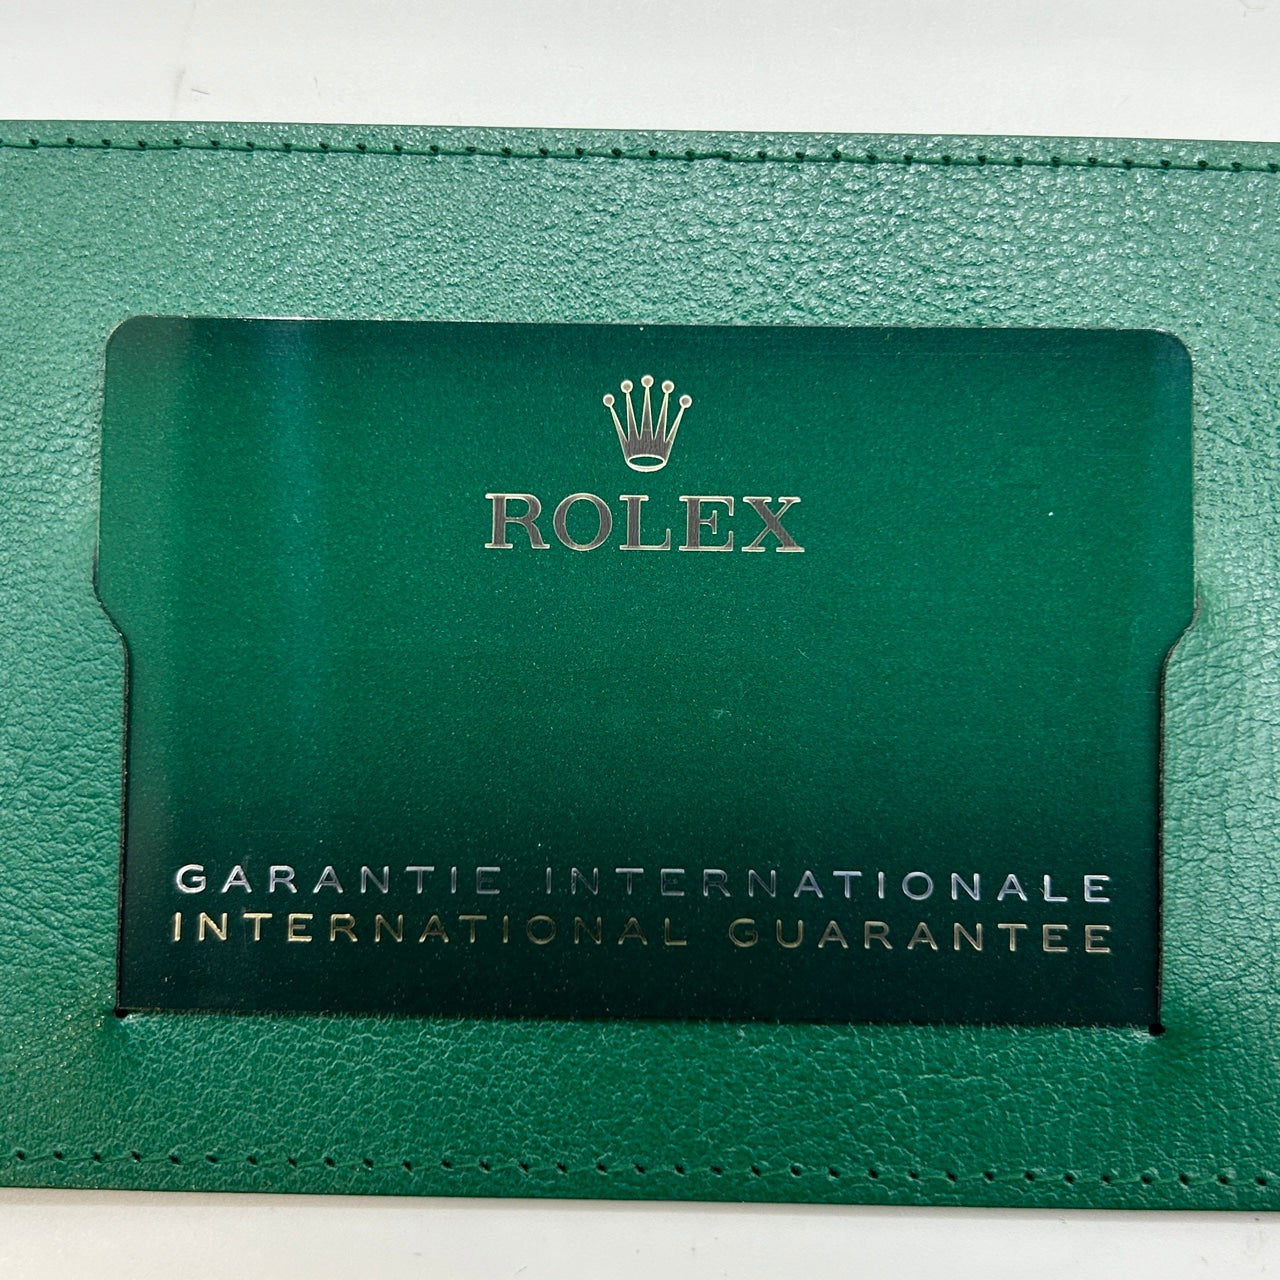 ROLEX
GARANTIE INTERNATIONALE
INTERNATIONAL GUARANTEE